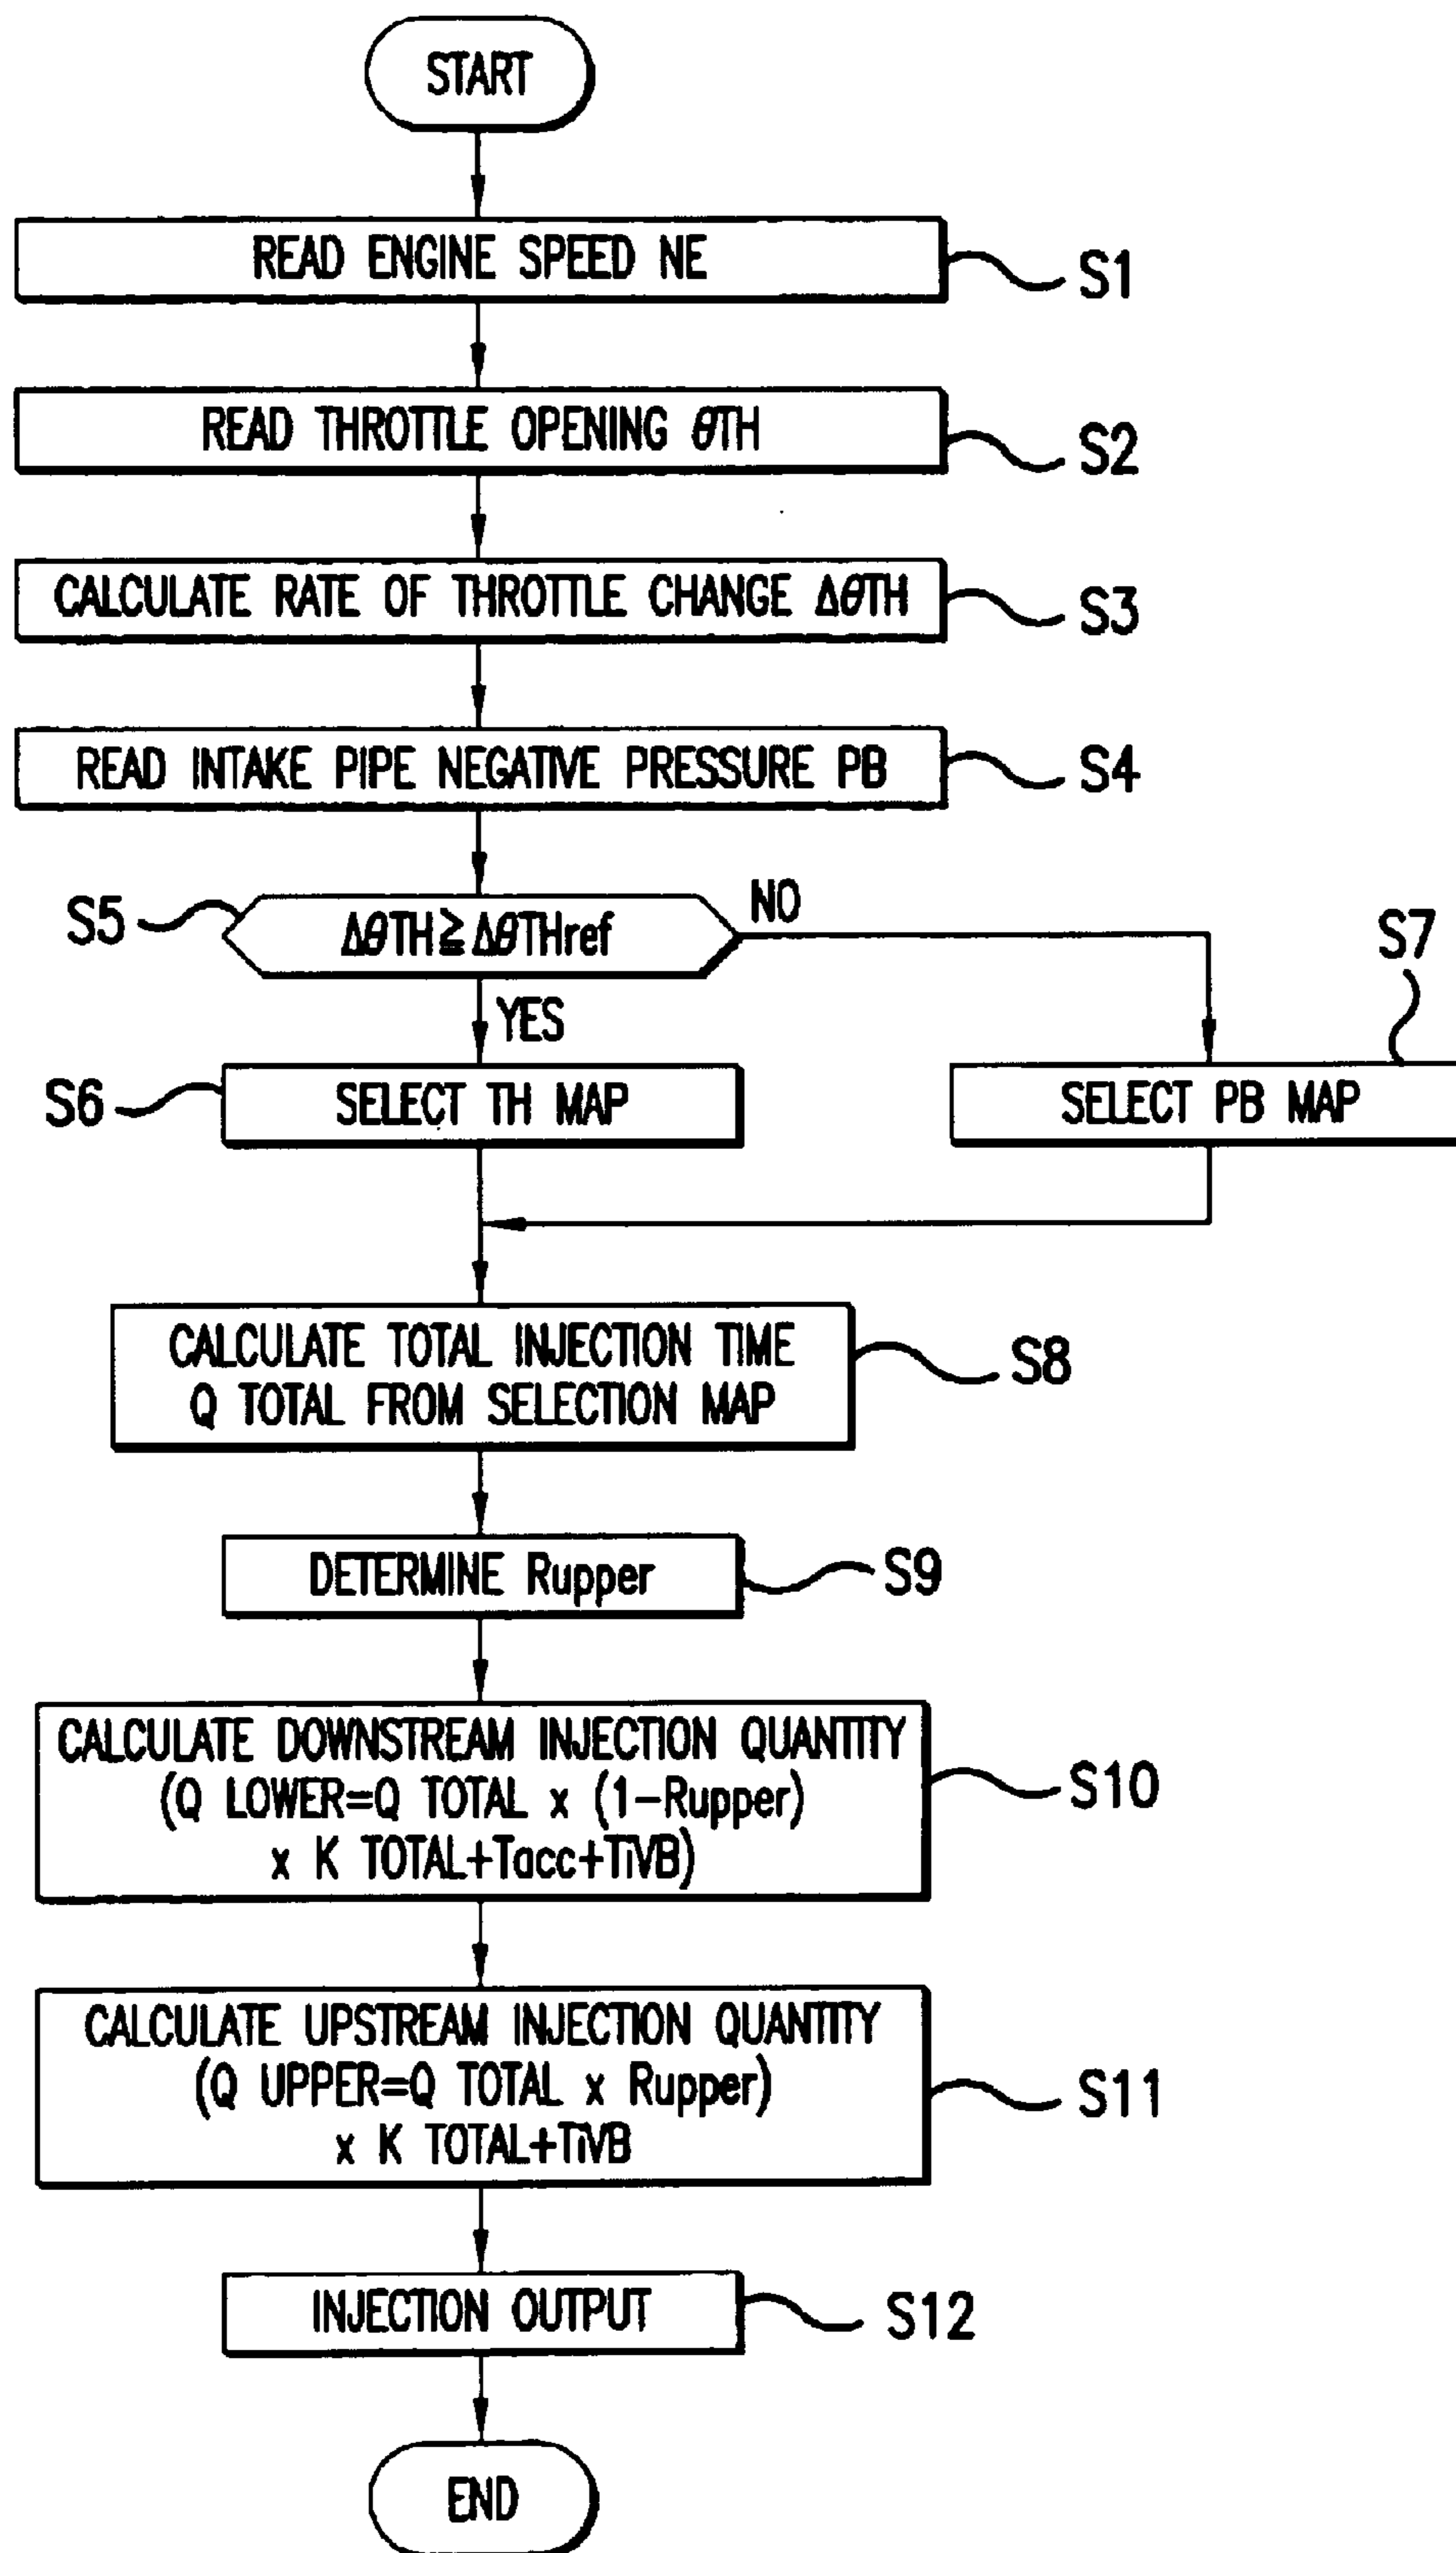 START
READ ENGINE SPEED NE
S1
READ THROTTLE OPENING θTH
S2
CALCULATE RATE OF THROTTLE CHANGE ΔθTH
S3
READ INTAKE PIPE NEGATIVE PRESSURE PB
S4
S5
ΔθTH≧ΔθTHref
NO
YES
S7
S6
SELECT TH MAP
SELECT PB MAP
CALCULATE TOTAL INJECTION TIME
Q TOTAL FROM SELECTION MAP
S8
DETERMINE Rupper
S9
CALCULATE DOWNSTREAM INJECTION QUANTITY
(Q LOWER=Q TOTAL x (1-Rupper)
x K TOTAL+Tacc+TiVB)
S10
CALCULATE UPSTREAM INJECTION QUANTITY
(Q UPPER=Q TOTAL x Rupper)
x K TOTAL+TiVB
S11
INJECTION OUTPUT
S12
END